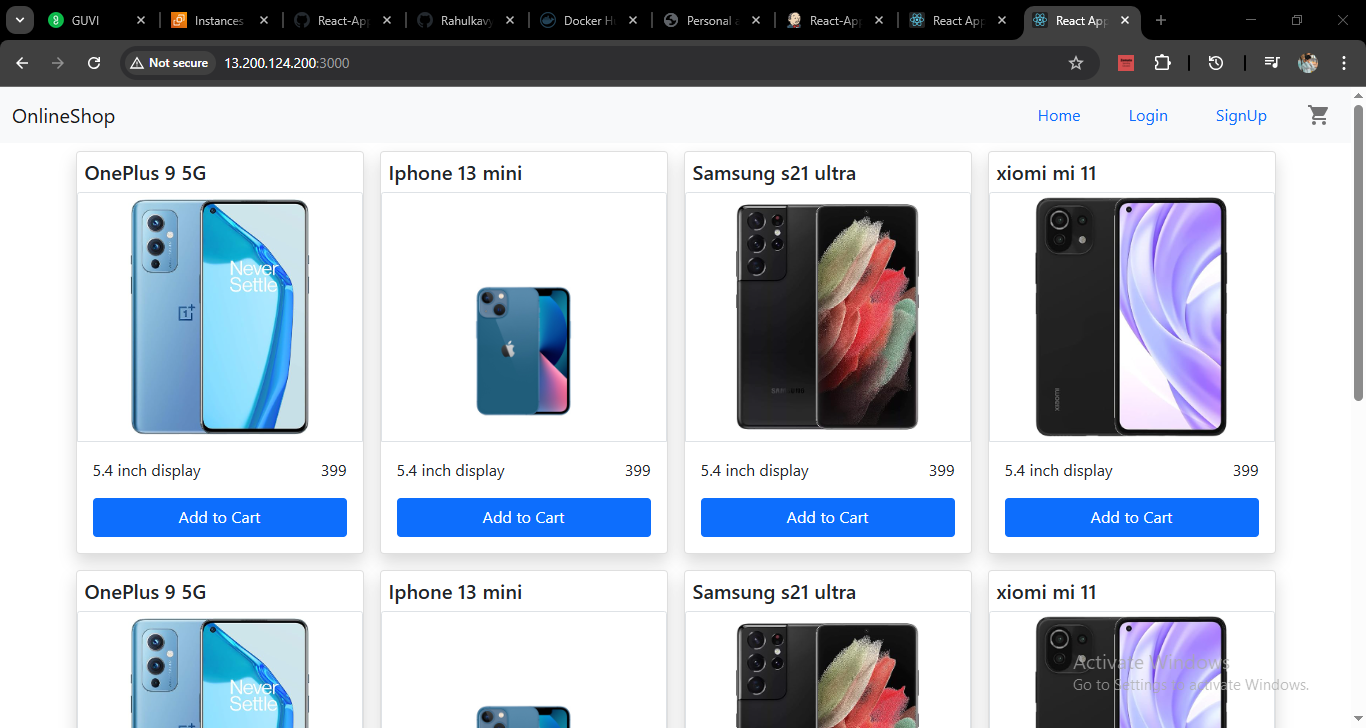 GUVI
Instances
React-App
Rahulkavy
Docker Hu
Personal a
React-App
React App
React App
Not secure 13.200.124.200:3000
OnlineShop Home Login SignUp
OnePlus 9 5G Iphone 13 mini Samsung s21 ultra xiomi mi 11
Never
Settle
SAMSUNG
xiaomi
5.4 inch display 399 5.4 inch display 399 5.4 inch display 399 5.4 inch display 399
Add to Cart Add to Cart Add to Cart Add to Cart
OnePlus 9 5G Iphone 13 mini Samsung s21 ultra xiomi mi 11
Never
Settle
Activate Windows
Go to Settings to activate Windows.